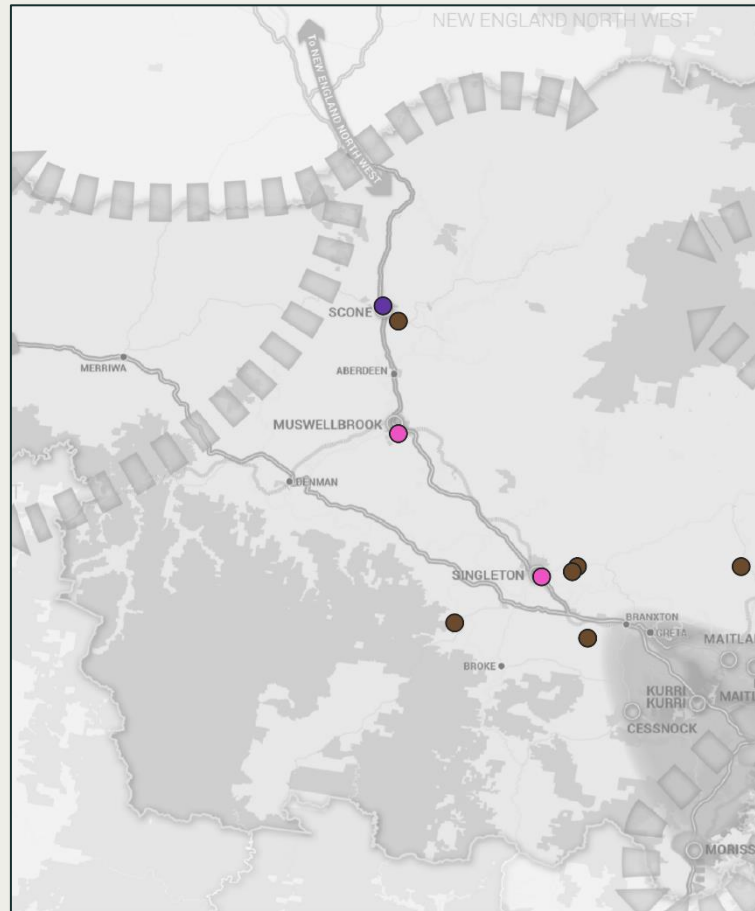 NEW ENGLAND NORTH WEST
To NEW ENGLAND NORTH WEST
SCONE
MERRIWA
ABERDEEN
MUSWELLBROOK
DENMAN
SINGLETON
BRANXTON
GRETA
MAITLAN
BROKE
KURRI
KURRI
MAITL
CESSNOCK
MORISS